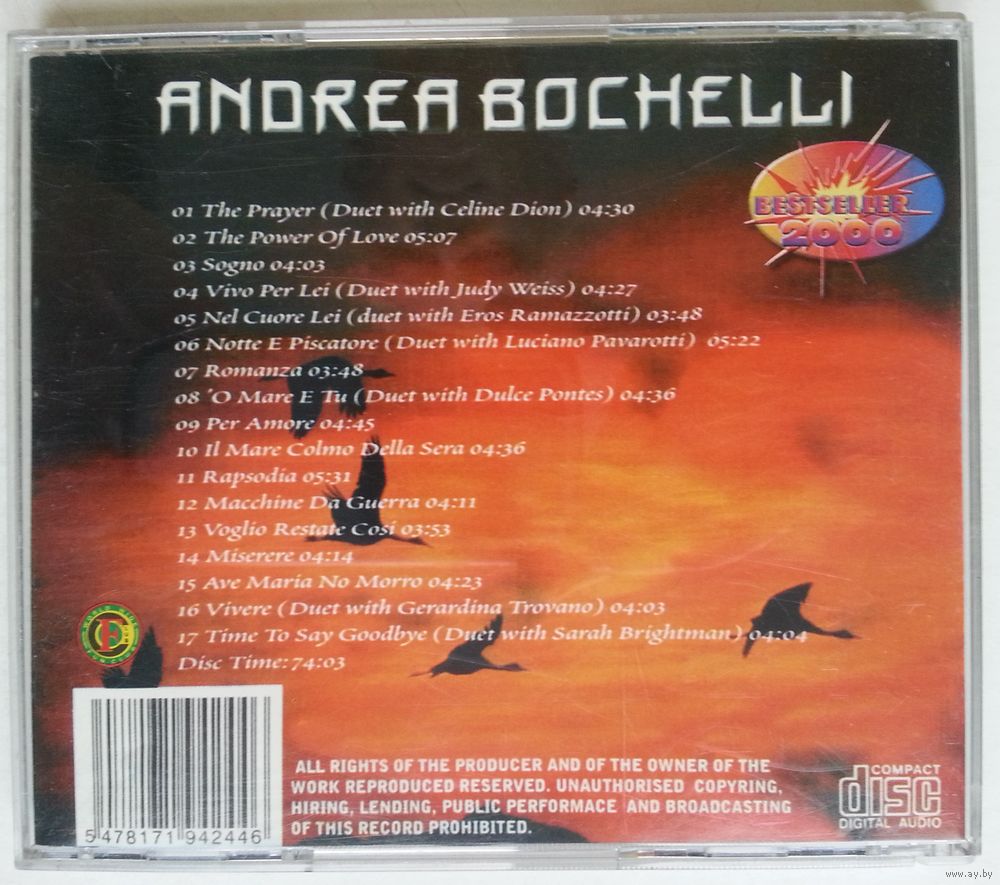 ANDREA BOCHELLI
BESTSELLER
2000
01 The Prayer (Duet with Celine Dion) 04:30
02 The Power Of Love 05:07
03 Sogno 04:03
04 Vivo Per Lei (Duet with Judy Weiss) 04:27
05 Nel Cuore Lei (duet with Eros Ramazzotti) 03:48
06 Notte E Piscatore (Duet with Luciano Pavarotti) 05:22
07 Romanza 03:48
08 'O Mare E Tu (Duet with Dulce Pontes) 04:36
09 Per Amore 04:45
10 Il Mare Colmo Della Sera 04:36
11 Rapsodia 05:31
12 Macchine Da Guerra 04:11
13 Voglio Restate Cosi 03:53
14 Miserere 04:14
15 Ave Maria No Morro 04:23
16 Vivere (Duet with Gerardina Trovano) 04:03
17 Time To Say Goodbye (Duet with Sarah Brightman) 04:04
Disc Time: 74:03
WORLD WIDE
E
ALL RIGHTS OF THE PRODUCER AND OF THE OWNER OF THE
WORK REPRODUCED RESERVED. UNAUTHORISED COPYRING,
HIRING, LENDING, PUBLIC PERFORMACE AND BROADCASTING
OF THIS RECORD PROHIBITED.
COMPACT
disc
DIGITAL AUDIO
5 478171 942446
www.ay.by